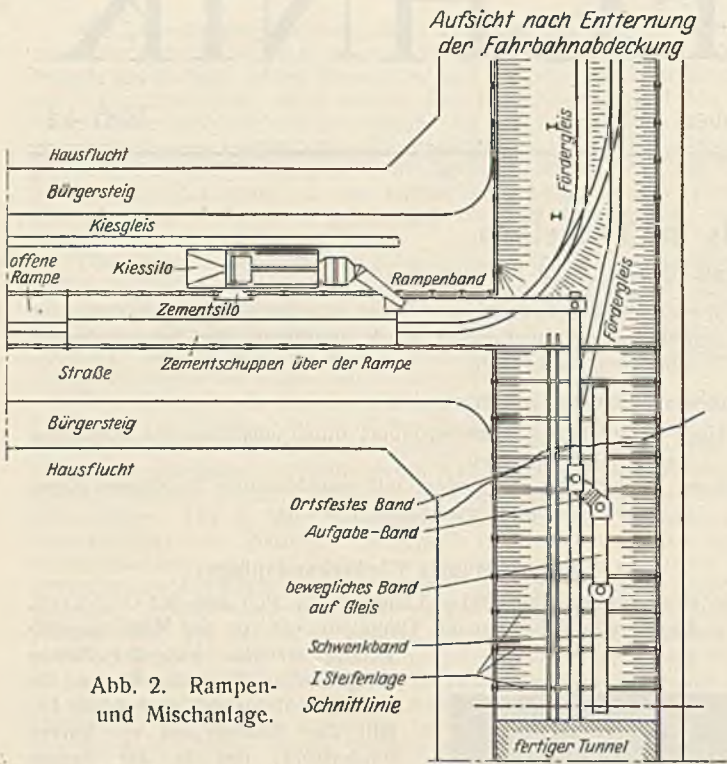 Aufsicht nach Entternung
der Fahrbahnabdeckung
Hausflucht
Bürgersteig
Kiesgleis
offene
Rampe
Kiessilo
Rampenband
Zementsilo
Zementschuppen über der Rampe
Straße
Bürgersteig
Hausflucht
Fördergleis
Fördergleis
Ortsfestes Band
Aufgabe-Band
bewegliches Band
auf Gleis
Schwenkband
I Steifenlage
Schnittlinie
fertiger Tunnel
Abb. 2. Rampen-
und Mischanlage.